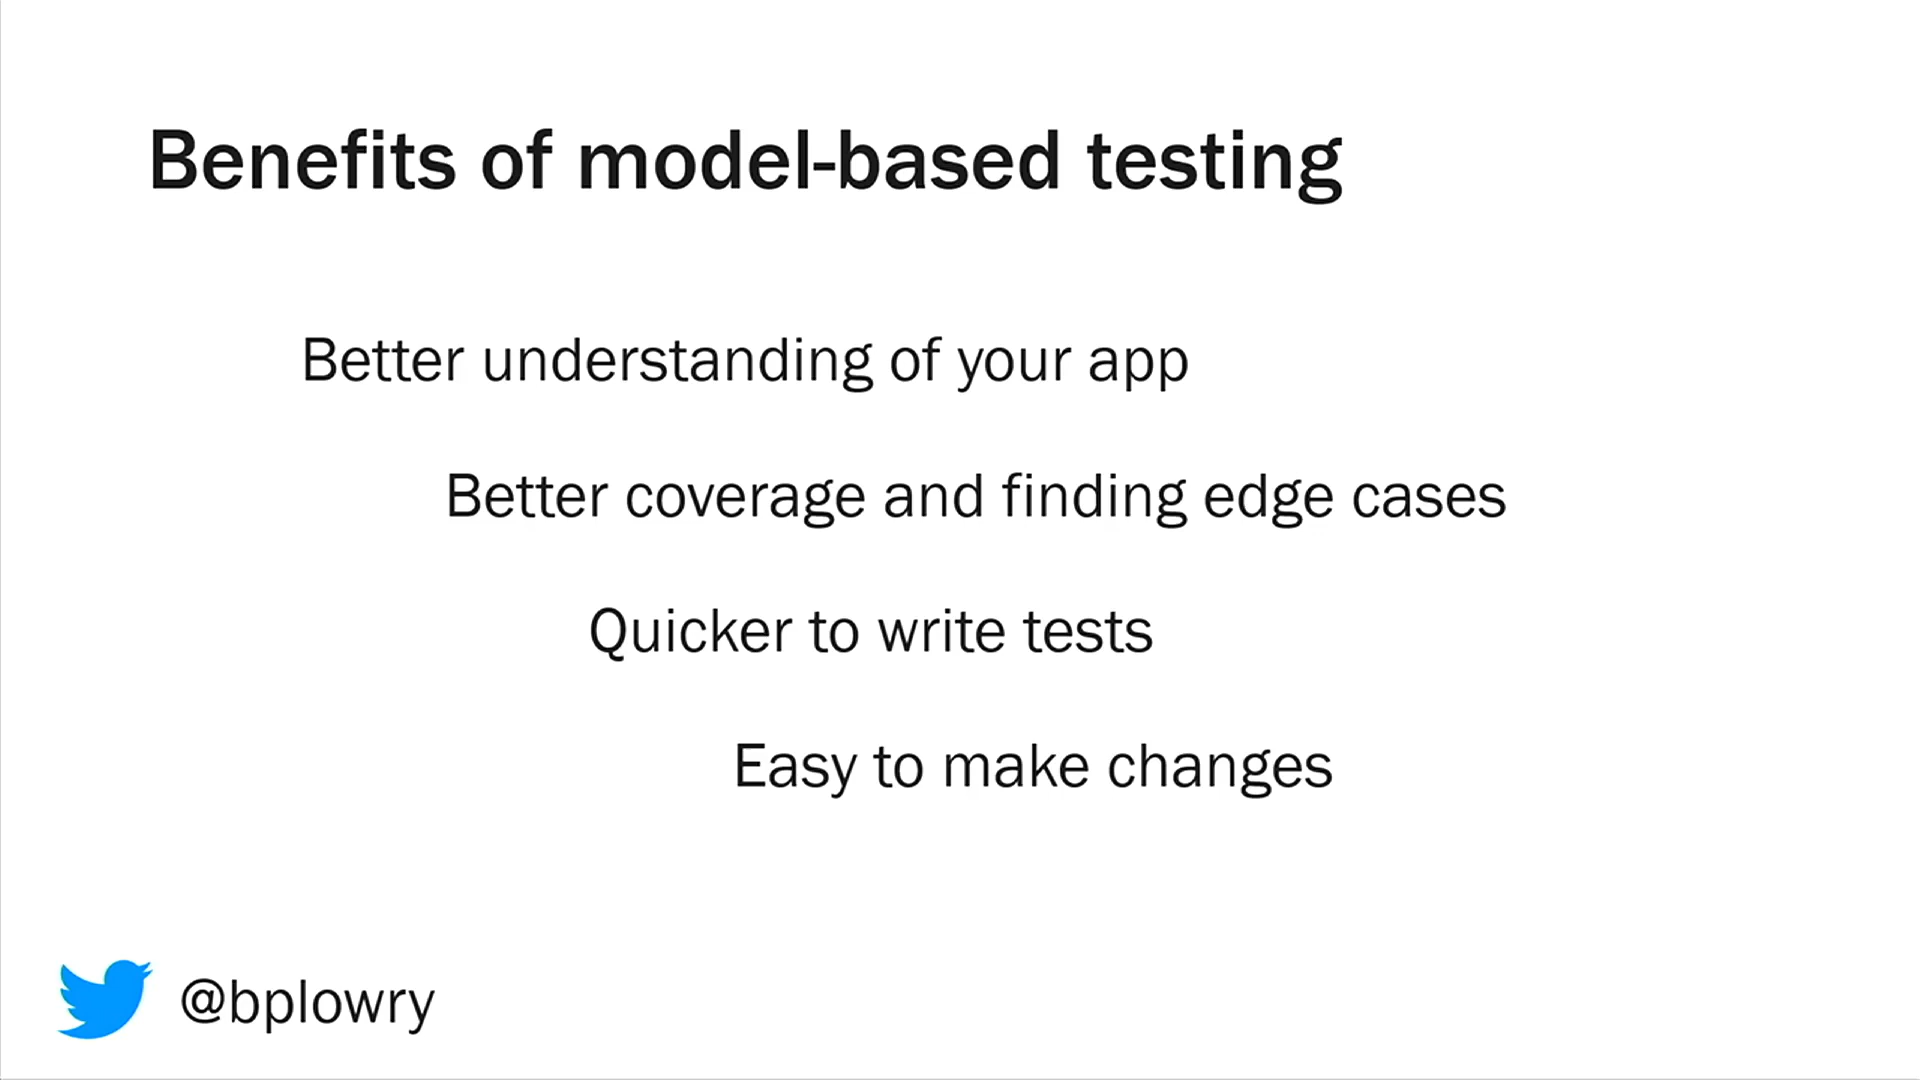 Benefits of model-based testing
Better understanding of your app
Better coverage and finding edge cases
Quicker to write tests
Easy to make changes
@bplowry